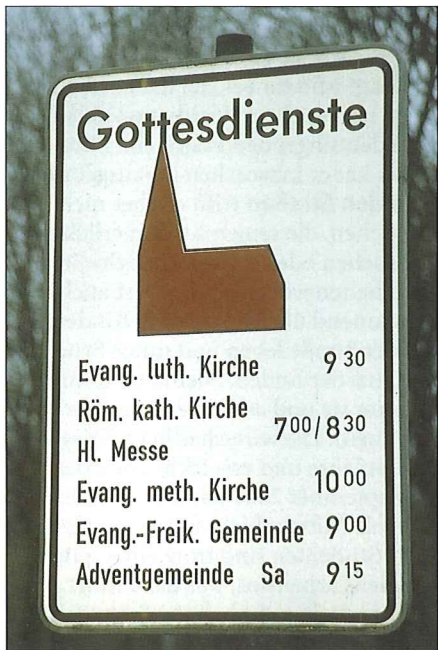 Gottesdienste
Evang. luth. Kirche 9 30
Röm. kath. Kirche
7 00 / 8 30
Hl. Messe
Evang. meth. Kirche 10 00
Evang.-Freik. Gemeinde 9 00
Adventgemeinde Sa 9 15